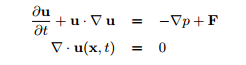 ∂u/∂t + u · ∇ u = −∇p + F
∇ · u(x, t) = 0